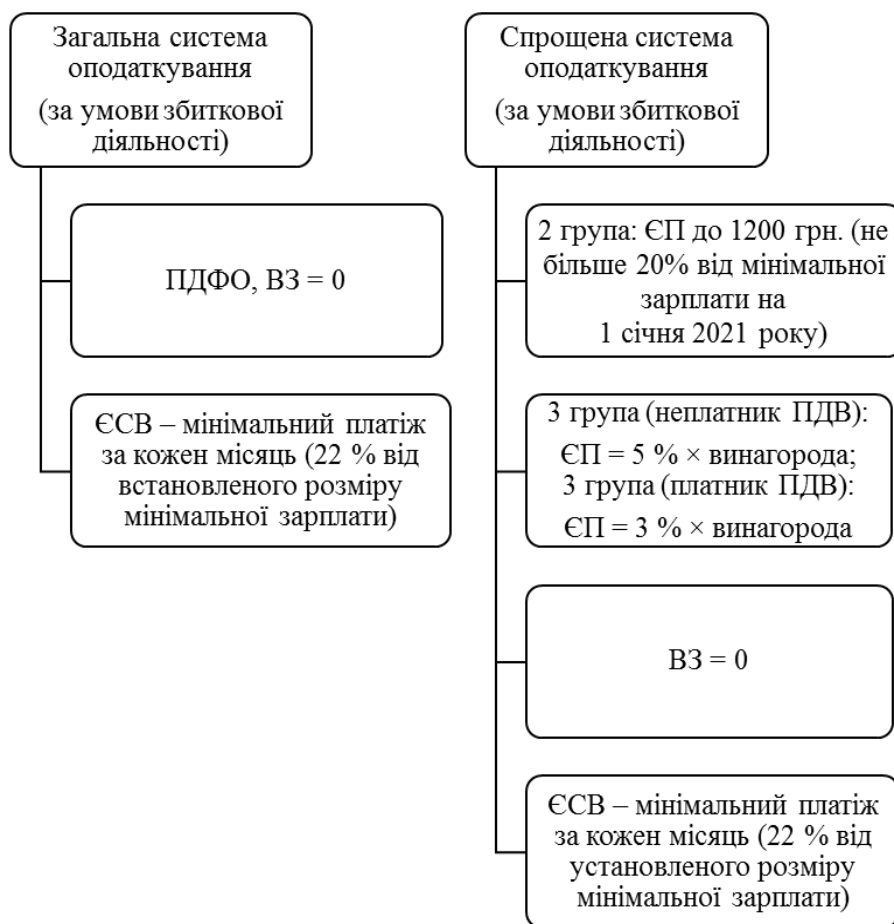 Загальна система
оподаткування
(за умови збиткової
діяльності)
ПДФО, ВЗ = 0
ЄСВ – мінімальний платіж
за кожен місяць (22 % від
встановленого розміру
мінімальної зарплати)
Спрощена система
оподаткування
(за умови збиткової
діяльності)
2 група: ЄП до 1200 грн. (не
більше 20% від мінімальної
зарплати на
1 січня 2021 року)
3 група (неплатник ПДВ):
ЄП = 5 % × винагорода;
3 група (платник ПДВ):
ЄП = 3 % × винагорода
ВЗ = 0
ЄСВ – мінімальний платіж
за кожен місяць (22 % від
установленого розміру
мінімальної зарплати)